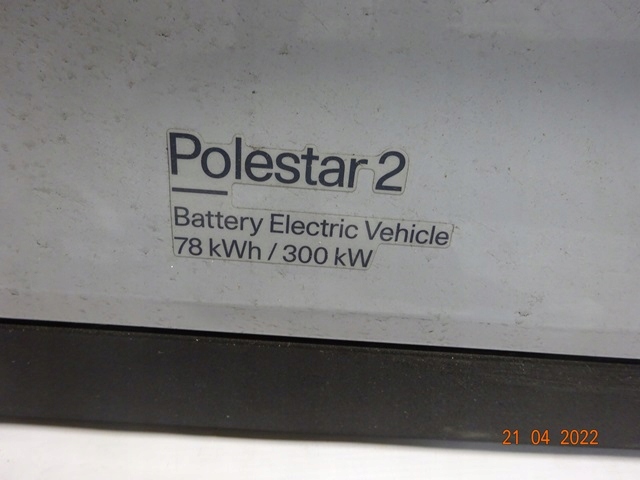 Polestar 2
Battery Electric Vehicle
78 kWh / 300 kW
21 04 2022